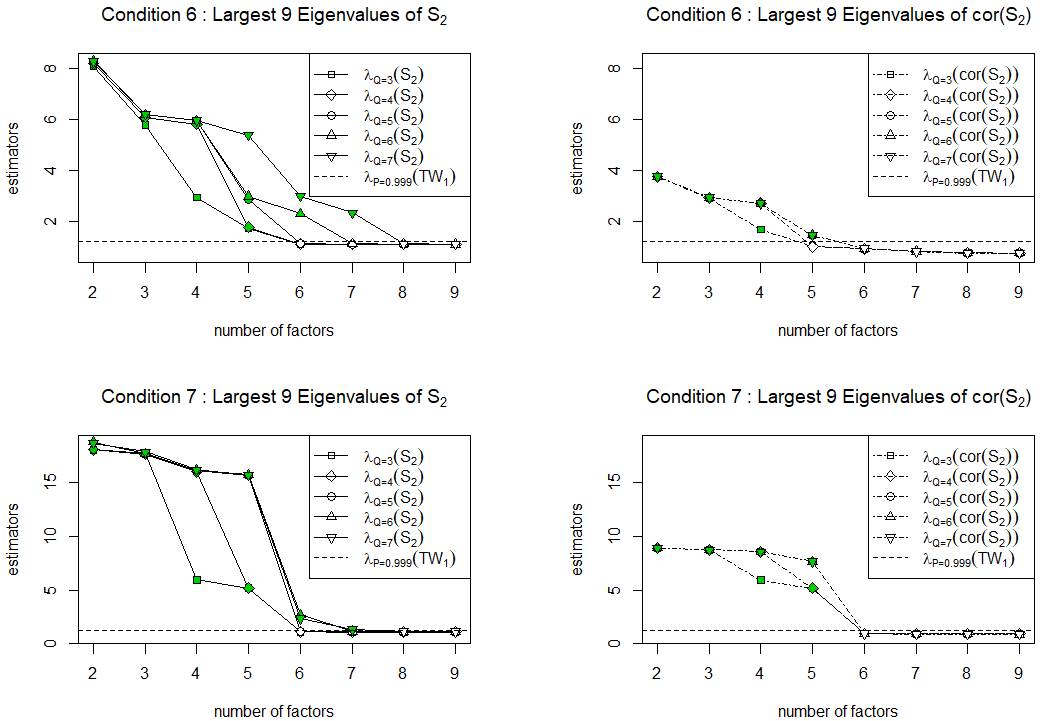 Condition 6 : Largest 9 Eigenvalues of S₂
estimators
2 4 6 8
λQ=3(S₂)
λQ=4(S₂)
λQ=5(S₂)
λQ=6(S₂)
λQ=7(S₂)
λP=0.999(TW₁)
2 3 4 5 6 7 8 9
number of factors
Condition 6 : Largest 9 Eigenvalues of cor(S₂)
estimators
2 4 6 8
λQ=3(cor(S₂))
λQ=4(cor(S₂))
λQ=5(cor(S₂))
λQ=6(cor(S₂))
λQ=7(cor(S₂))
λP=0.999(TW₁)
2 3 4 5 6 7 8 9
number of factors
Condition 7 : Largest 9 Eigenvalues of S₂
estimators
0 5 10 15
λQ=3(S₂)
λQ=4(S₂)
λQ=5(S₂)
λQ=6(S₂)
λQ=7(S₂)
λP=0.999(TW₁)
2 3 4 5 6 7 8 9
number of factors
Condition 7 : Largest 9 Eigenvalues of cor(S₂)
estimators
0 5 10 15
λQ=3(cor(S₂))
λQ=4(cor(S₂))
λQ=5(cor(S₂))
λQ=6(cor(S₂))
λQ=7(cor(S₂))
λP=0.999(TW₁)
2 3 4 5 6 7 8 9
number of factors